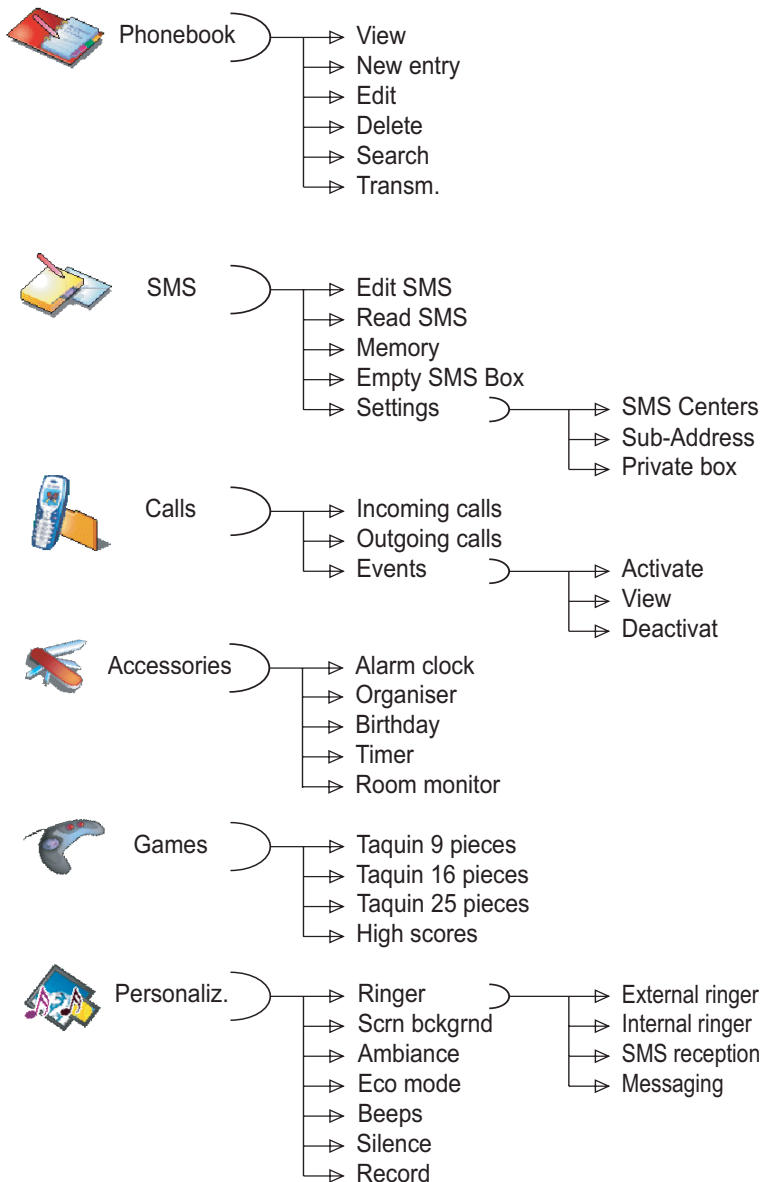 Phonebook
View
New entry
Edit
Delete
Search
Transm.
SMS
Edit SMS
Read SMS
Memory
Empty SMS Box
Settings
SMS Centers
Sub-Address
Private box
Calls
Incoming calls
Outgoing calls
Events
Activate
View
Deactivat
Accessories
Alarm clock
Organiser
Birthday
Timer
Room monitor
Games
Taquin 9 pieces
Taquin 16 pieces
Taquin 25 pieces
High scores
Personaliz.
Ringer
Scrn bckgrnd
Ambiance
Eco mode
Beeps
Silence
Record
External ringer
Internal ringer
SMS reception
Messaging